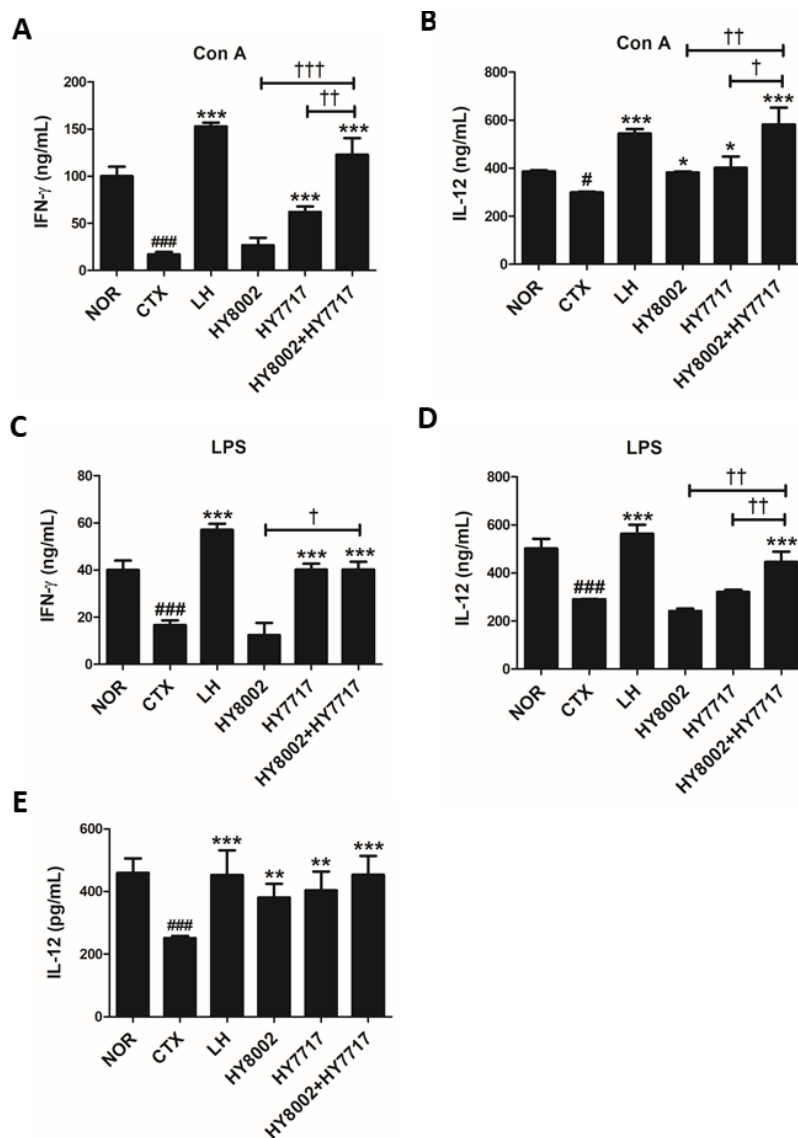 A
Con A
†††
††
***
***
***
###
IFN-γ (ng/mL)
200
150
100
50
0
NOR
CTX
LH
HY8002
HY7717
HY8002+HY7717
B
Con A
††
†
***
***
*
*
#
IL-12 (ng/mL)
800
600
400
200
0
NOR
CTX
LH
HY8002
HY7717
HY8002+HY7717
C
LPS
†
***
***
***
###
IFN-γ (ng/mL)
80
60
40
20
0
NOR
CTX
LH
HY8002
HY7717
HY8002+HY7717
D
LPS
††
††
***
***
###
IL-12 (ng/mL)
800
600
400
200
0
NOR
CTX
LH
HY8002
HY7717
HY8002+HY7717
E
***
**
**
***
###
IL-12 (pg/mL)
600
400
200
0
NOR
CTX
LH
HY8002
HY7717
HY8002+HY7717